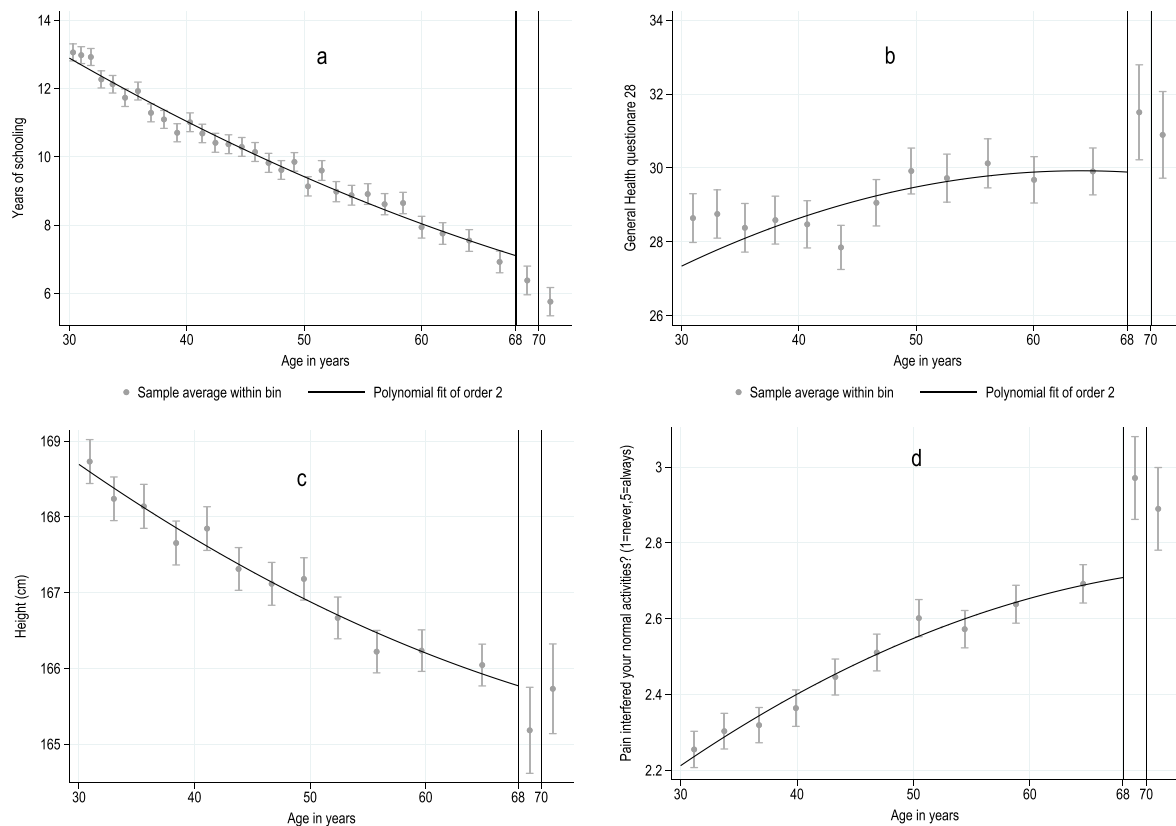 a
14
12
10
8
6
Years of schooling
30 40 50 60 68 70
Age in years
Sample average within bin Polynomial fit of order 2
b
34
32
30
28
26
General Health questionare 28
30 40 50 60 68 70
Age in years
Sample average within bin Polynomial fit of order 2
c
169
168
167
166
165
Height (cm)
30 40 50 60 68 70
Age in years
d
3
2.8
2.6
2.4
2.2
Pain interfered your normal activities? (1=never,5=always)
30 40 50 60 68 70
Age in years